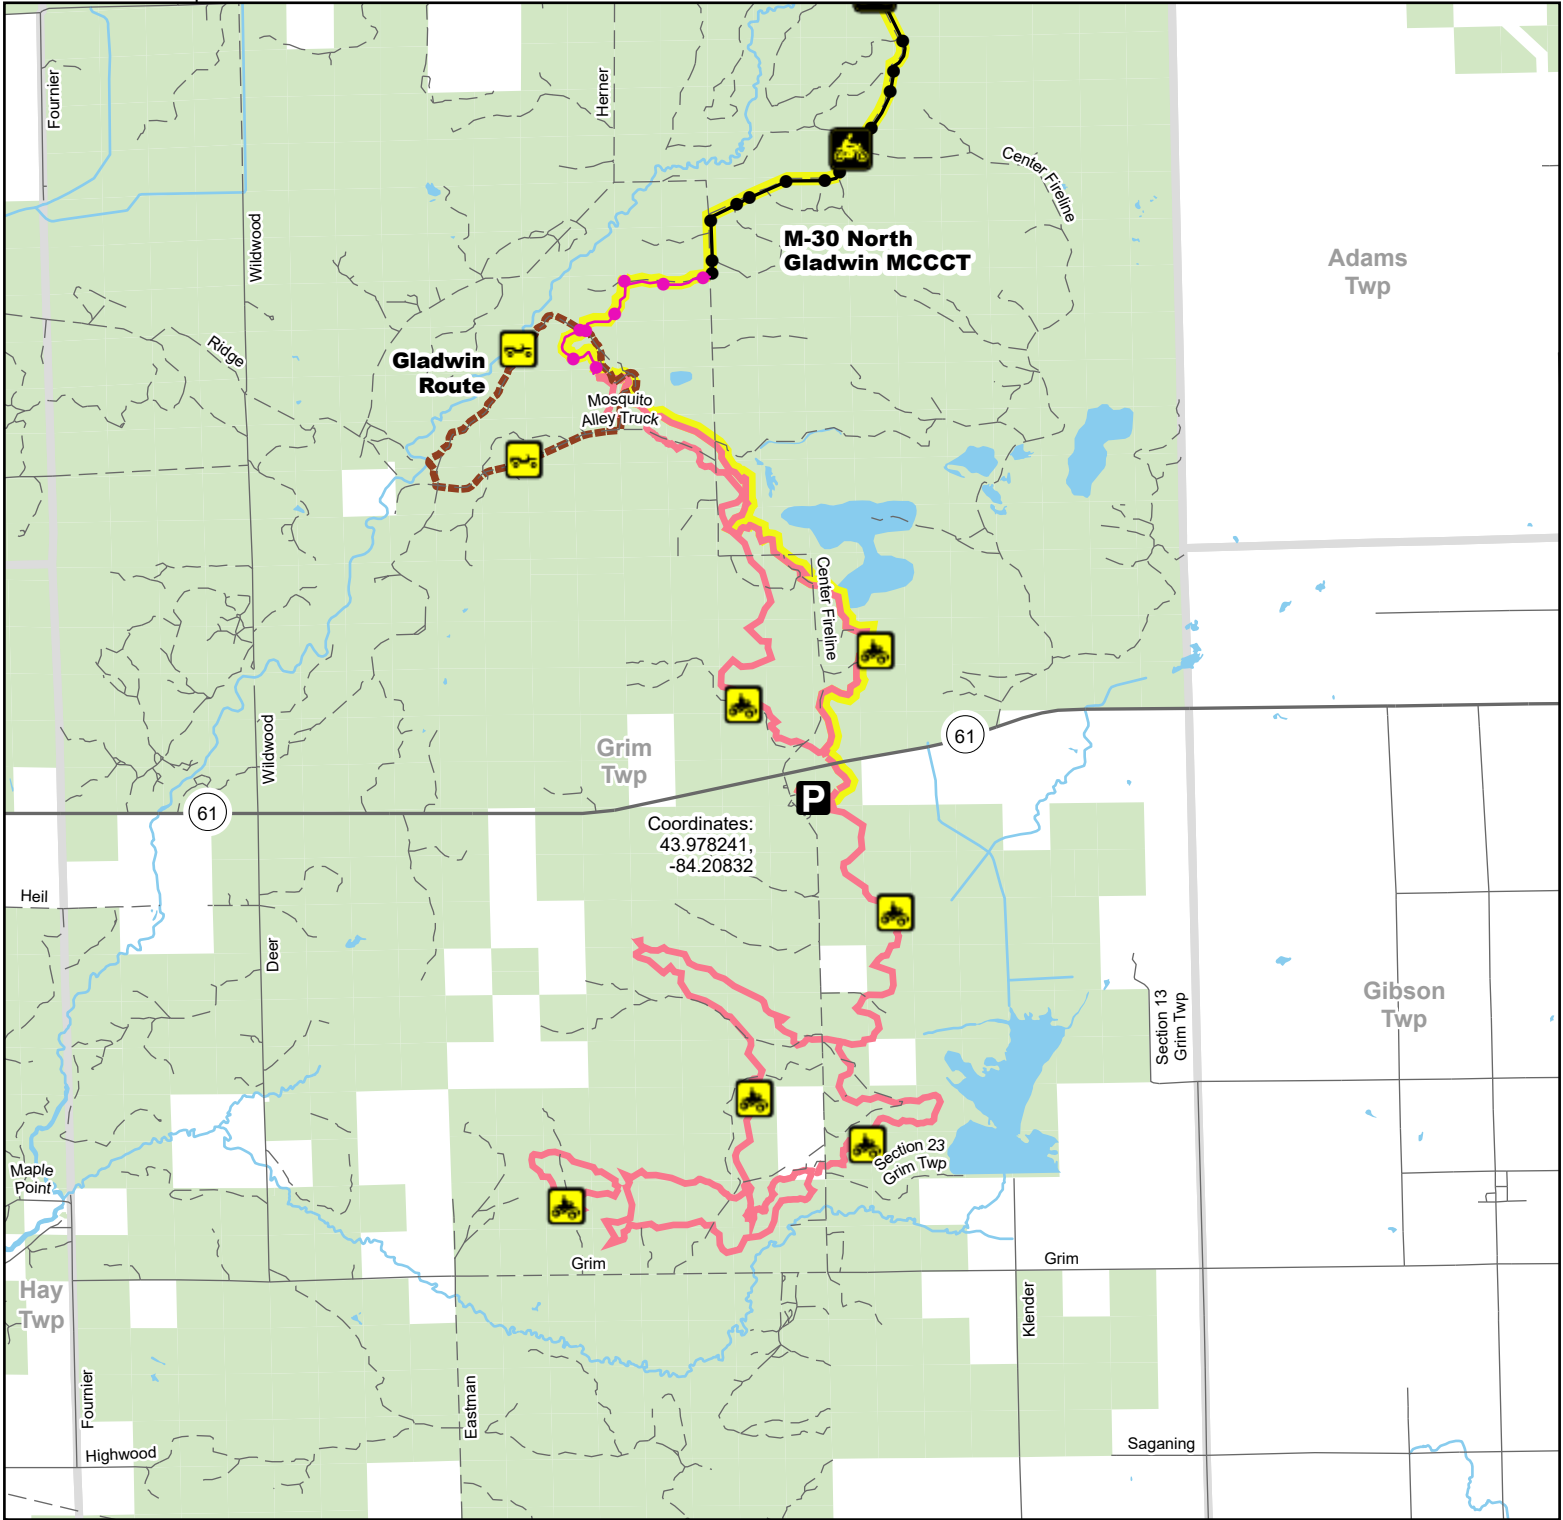 Fournier
Herner
Center Fireline
Wildwood
M-30 North
Gladwin MCCCT
Adams
Twp
Ridge
Gladwin
Route
Mosquito
Alley Truck
Center Fireline
Wildwood
61
Grim
Twp
P
61
Coordinates:
43.978241,
-84.20832
Heil
Deer
Section 13
Grim Twp
Gibson
Twp
Section 23
Grim Twp
Maple
Point
Grim
Grim
Hay
Twp
Klender
Fournier
Eastman
Highwood
Saganing